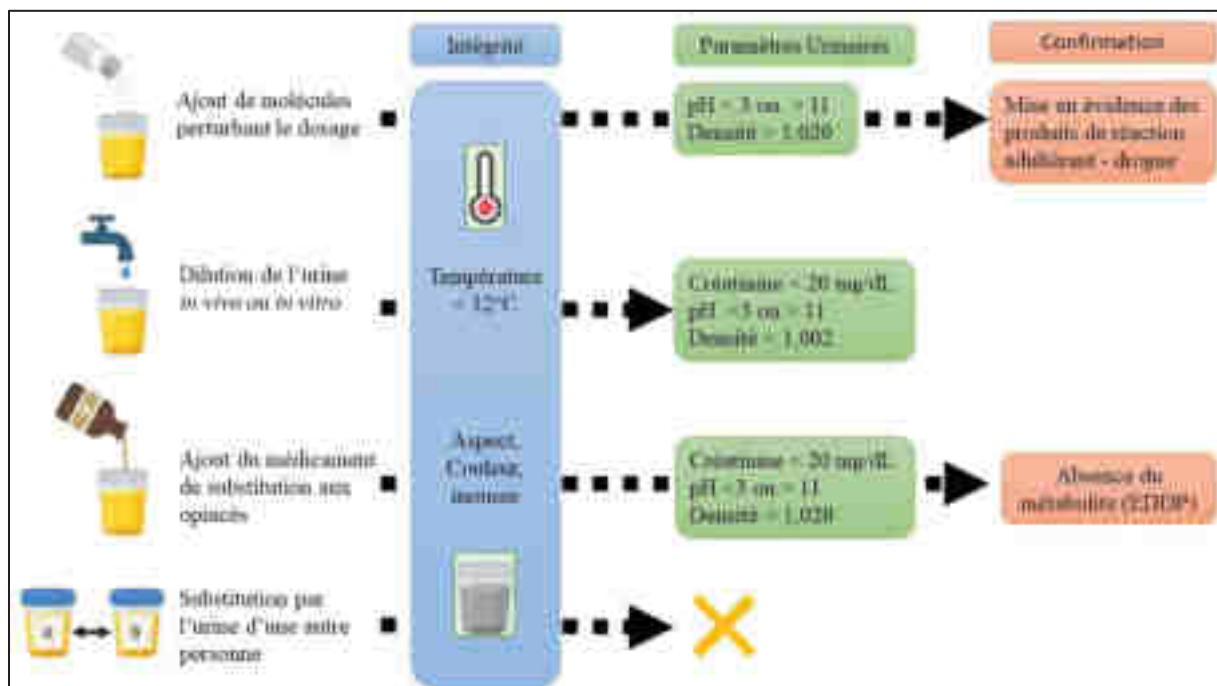 Intégrité
Paramètres Urinaires
Confirmation
Ajout de molécules
perturbant le dosage
pH < 3 ou > 11
Densité > 1,020
Mise en évidence des
produits de réaction
adultérant - drogue
Dilution de l'urine
in vivo ou in vitro
Température
Créatinine < 20 mg/dL
pH <3 ou > 11
Densité < 1,002
Ajout du médicament
de substitution aux
opiacés
Aspect,
Couleur,
mousse
Créatinine < 20 mg/dL
pH <3 ou > 11
Densité > 1,020
Absence du
métabolite (EDDP)
Substitution par
l'urine d'une autre
personne